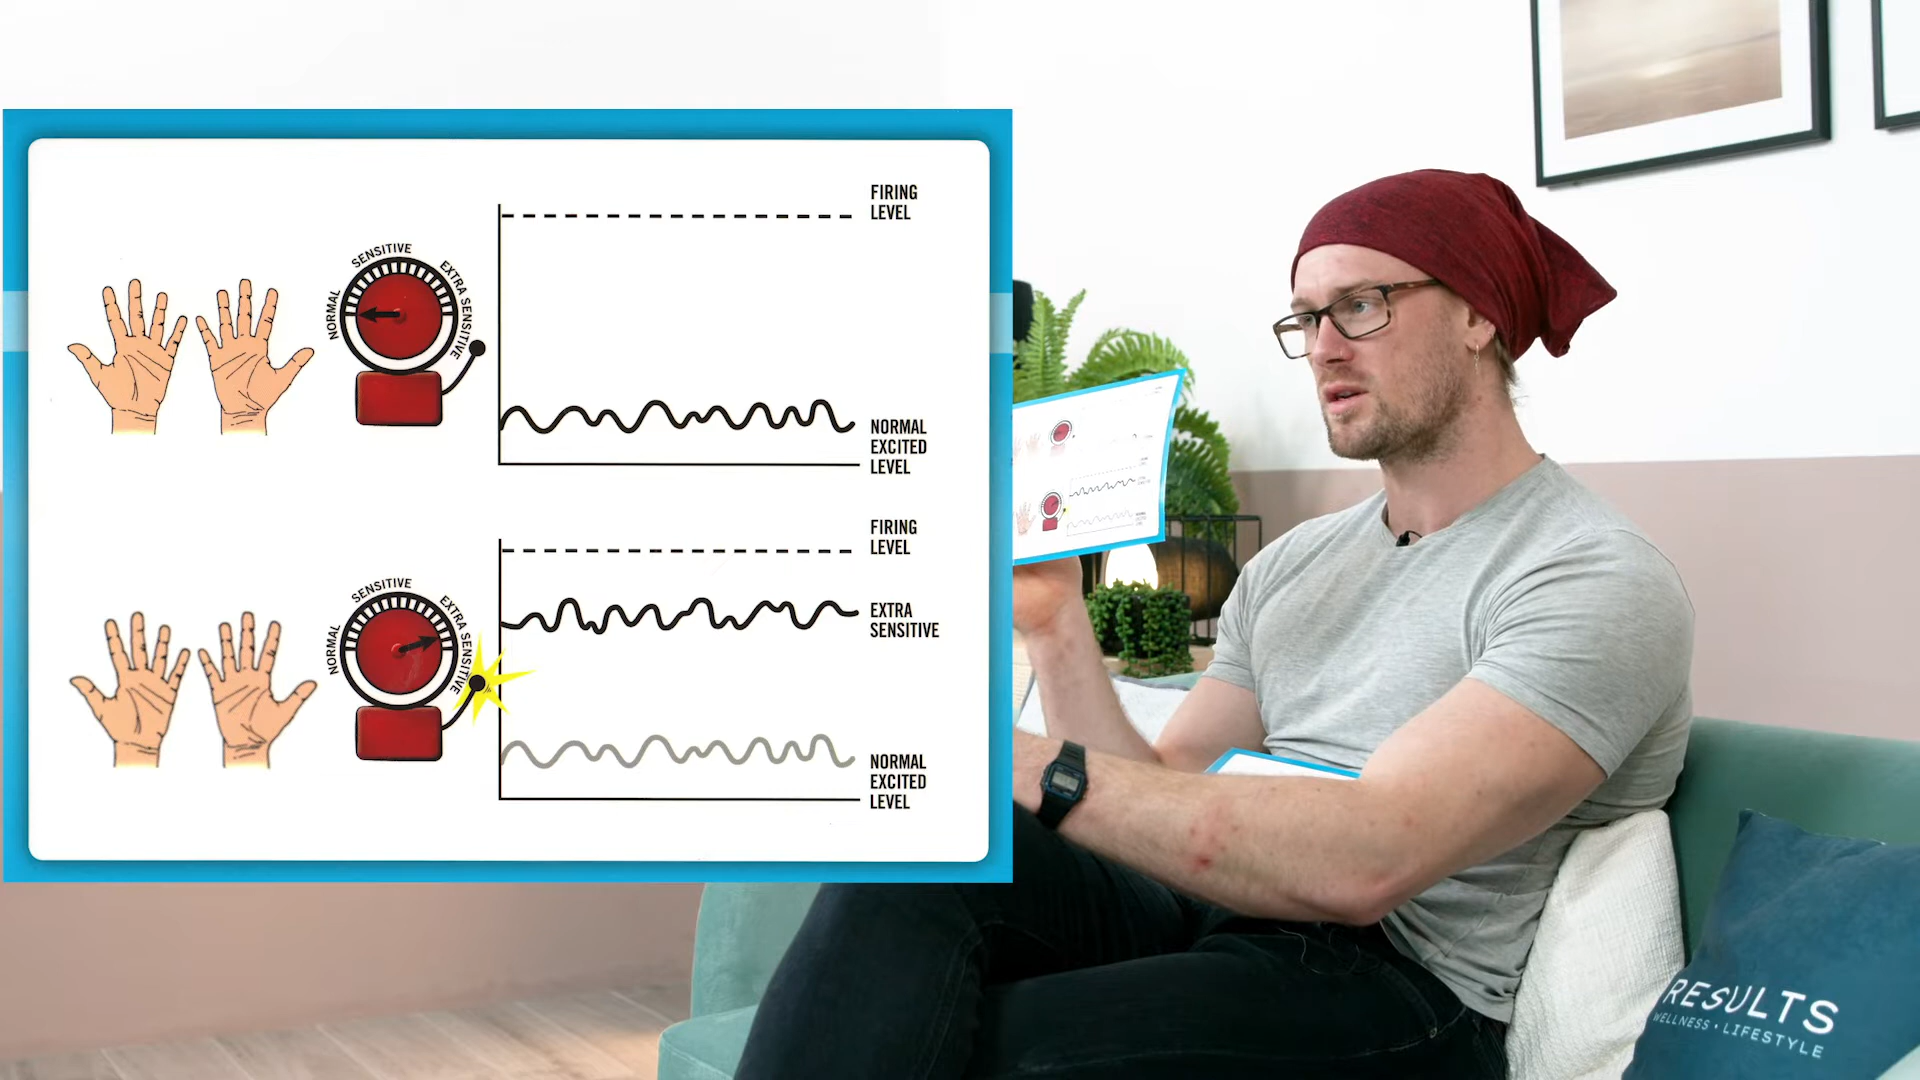 FIRING
LEVEL
SENSITIVE
NORMAL
EXTRA SENSITIVE
NORMAL
EXCITED
LEVEL
FIRING
LEVEL
SENSITIVE
NORMAL
EXTRA SENSITIVE
EXTRA
SENSITIVE
NORMAL
EXCITED
LEVEL
RESULTS
WELLNESS • LIFESTYLE